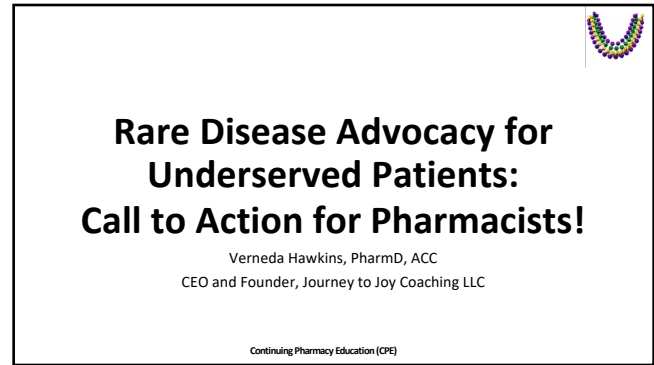 Rare Disease Advocacy for
Underserved Patients:
Call to Action for Pharmacists!
Verneda Hawkins, PharmD, ACC
CEO and Founder, Journey to Joy Coaching LLC
Continuing Pharmacy Education (CPE)